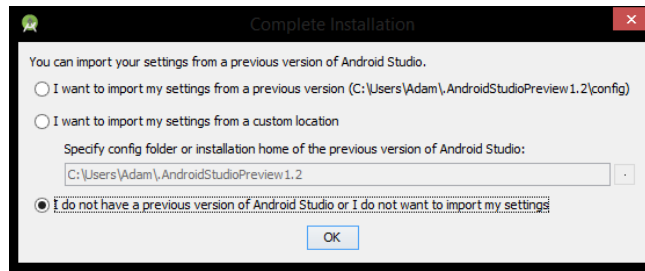 Complete Installation
You can import your settings from a previous version of Android Studio.
I want to import my settings from a previous version (C:\Users\Adam\.AndroidStudioPreview1.2\config)
I want to import my settings from a custom location
Specify config folder or installation home of the previous version of Android Studio:
C:\Users\Adam\.AndroidStudioPreview1.2
.
I do not have a previous version of Android Studio or I do not want to import my settings
OK